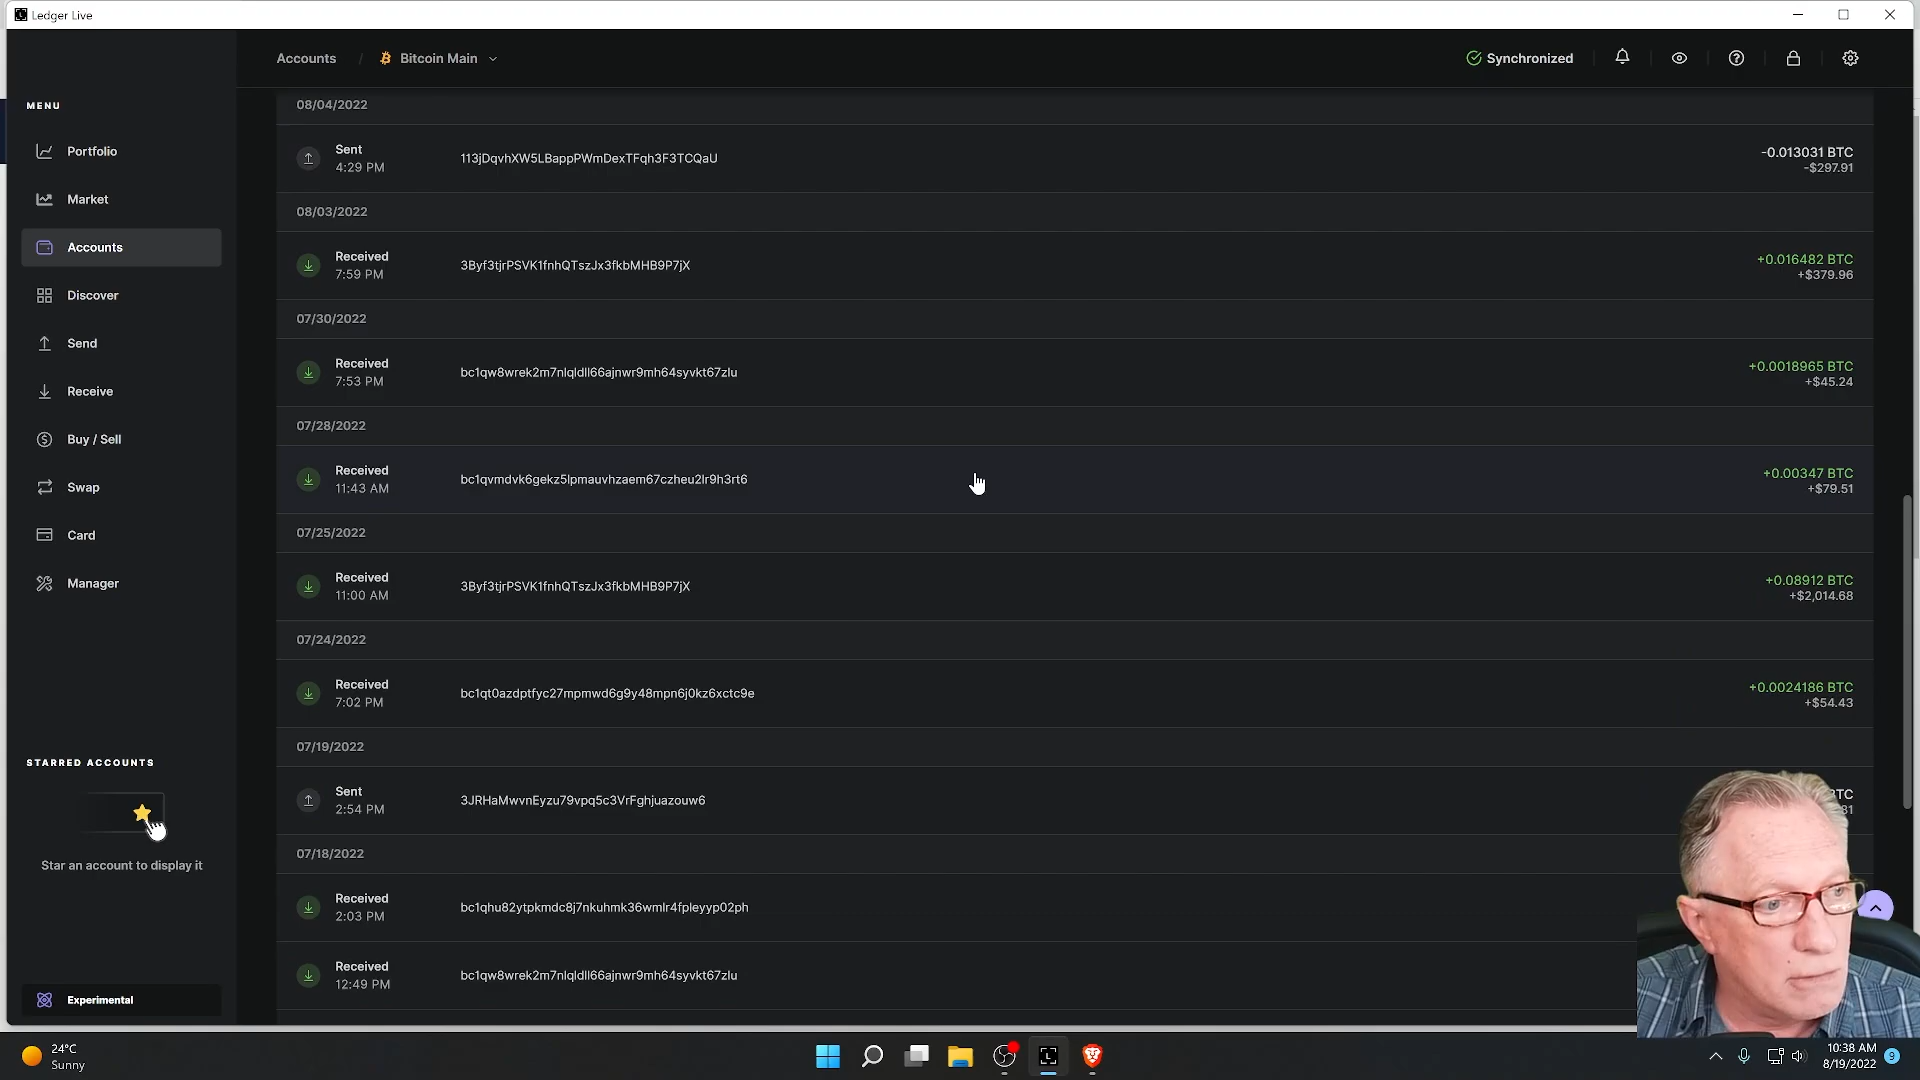 Ledger Live
Accounts / Bitcoin Main
Synchronized
MENU
Portfolio
Market
Accounts
Discover
Send
Receive
Buy / Sell
Swap
Card
Manager
STARRED ACCOUNTS
Star an account to display it
Experimental
08/04/2022
Sent
4:29 PM
113jDqvhXW5LBappPWmDexTFqh3F3TCQaU
-0.013031 BTC
-$297.91
08/03/2022
Received
7:59 PM
3Byf3tjrPSVK1fnhQTszJx3fkbMHB9P7jX
+0.016482 BTC
+$379.96
07/30/2022
Received
7:53 PM
bc1qw8wrek2m7nlqldll66ajnwr9mh64syvkt67zlu
+0.0018965 BTC
+$45.24
07/28/2022
Received
11:43 AM
bc1qvmdvk6gekz5lpmauvhzaem67czheu2lr9h3rt6
+0.00347 BTC
+$79.51
07/25/2022
Received
11:00 AM
3Byf3tjrPSVK1fnhQTszJx3fkbMHB9P7jX
+0.08912 BTC
+$2,014.68
07/24/2022
Received
7:02 PM
bc1qt0azdptfyc27mpmwd6g9y48mpn6j0kz6xctc9e
+0.0024186 BTC
+$54.43
07/19/2022
Sent
2:54 PM
3JRHaMwvnEyzu79vpq5c3VrFghjuazouw6
07/18/2022
Received
2:03 PM
bc1qhu82ytpkmdc8j7nkuhmk36wmlr4fpleyyp02ph
Received
12:49 PM
bc1qw8wrek2m7nlqldll66ajnwr9mh64syvkt67zlu
24°C
Sunny
10:38 AM
8/19/2022
9